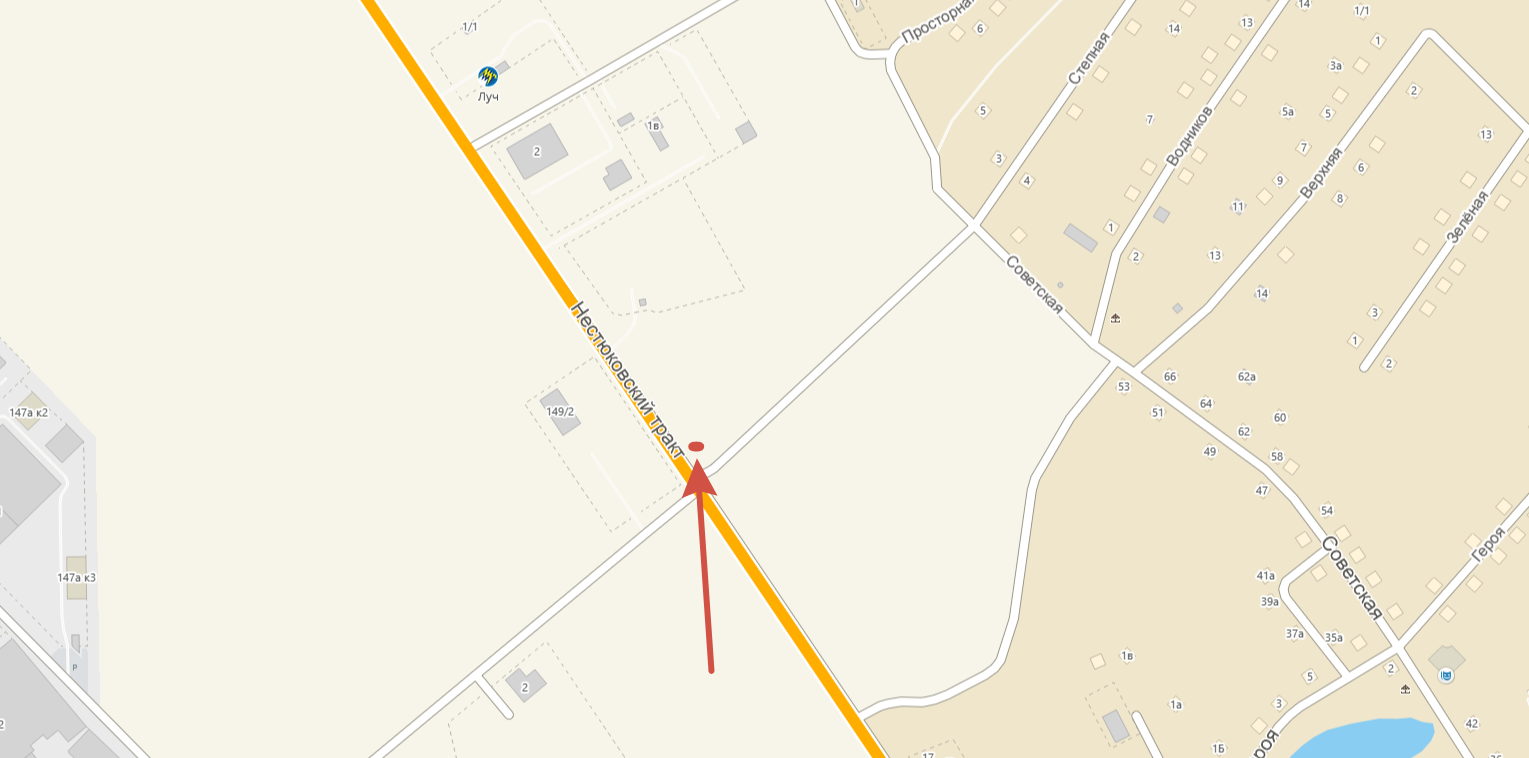 1/1
Луч
2
1в
Просторная
6
5
3
4
Степная
14
13
14
1/1
7
Водников
1
2
1
3а
2
5а
5
7
9
6
8
11
Верхняя
13
14
13
Зелёная
3
1
2
Советская
Нестюковский тракт
149/2
147а к2
147а к3
P
2
2
53
66
62а
51
64
60
62
49
58
47
54
Советская
41а
39а
37а
35а
Героя
5
2
3
1в
1а
1Б
42
17